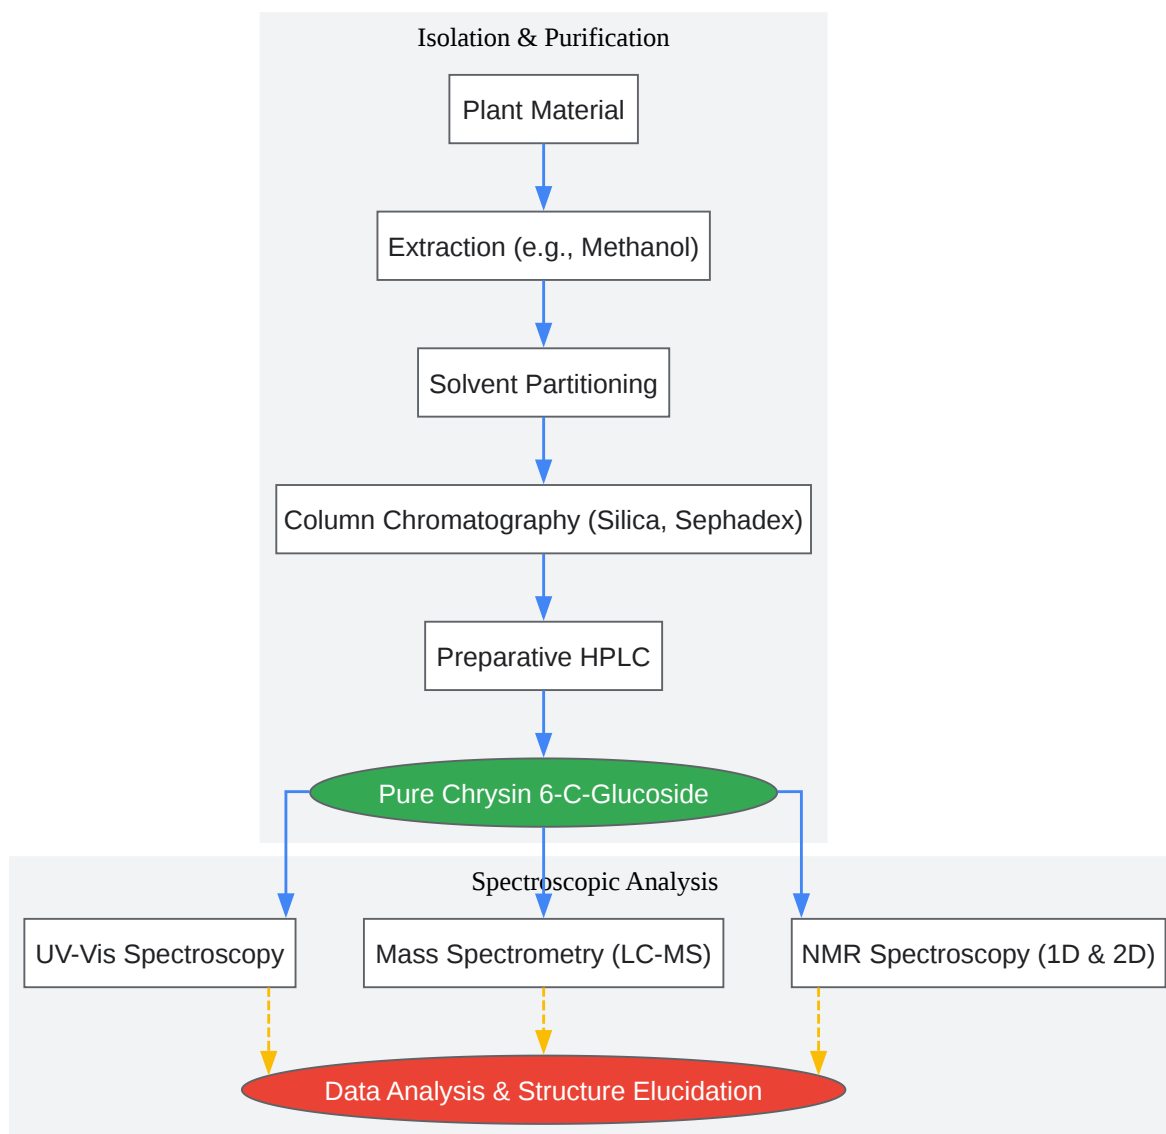 Isolation & Purification
Plant Material
Extraction (e.g., Methanol)
Solvent Partitioning
Column Chromatography (Silica, Sephadex)
Preparative HPLC
Pure Chrysin 6-C-Glucoside
Spectroscopic Analysis
UV-Vis Spectroscopy
Mass Spectrometry (LC-MS)
NMR Spectroscopy (1D & 2D)
Data Analysis & Structure Elucidation